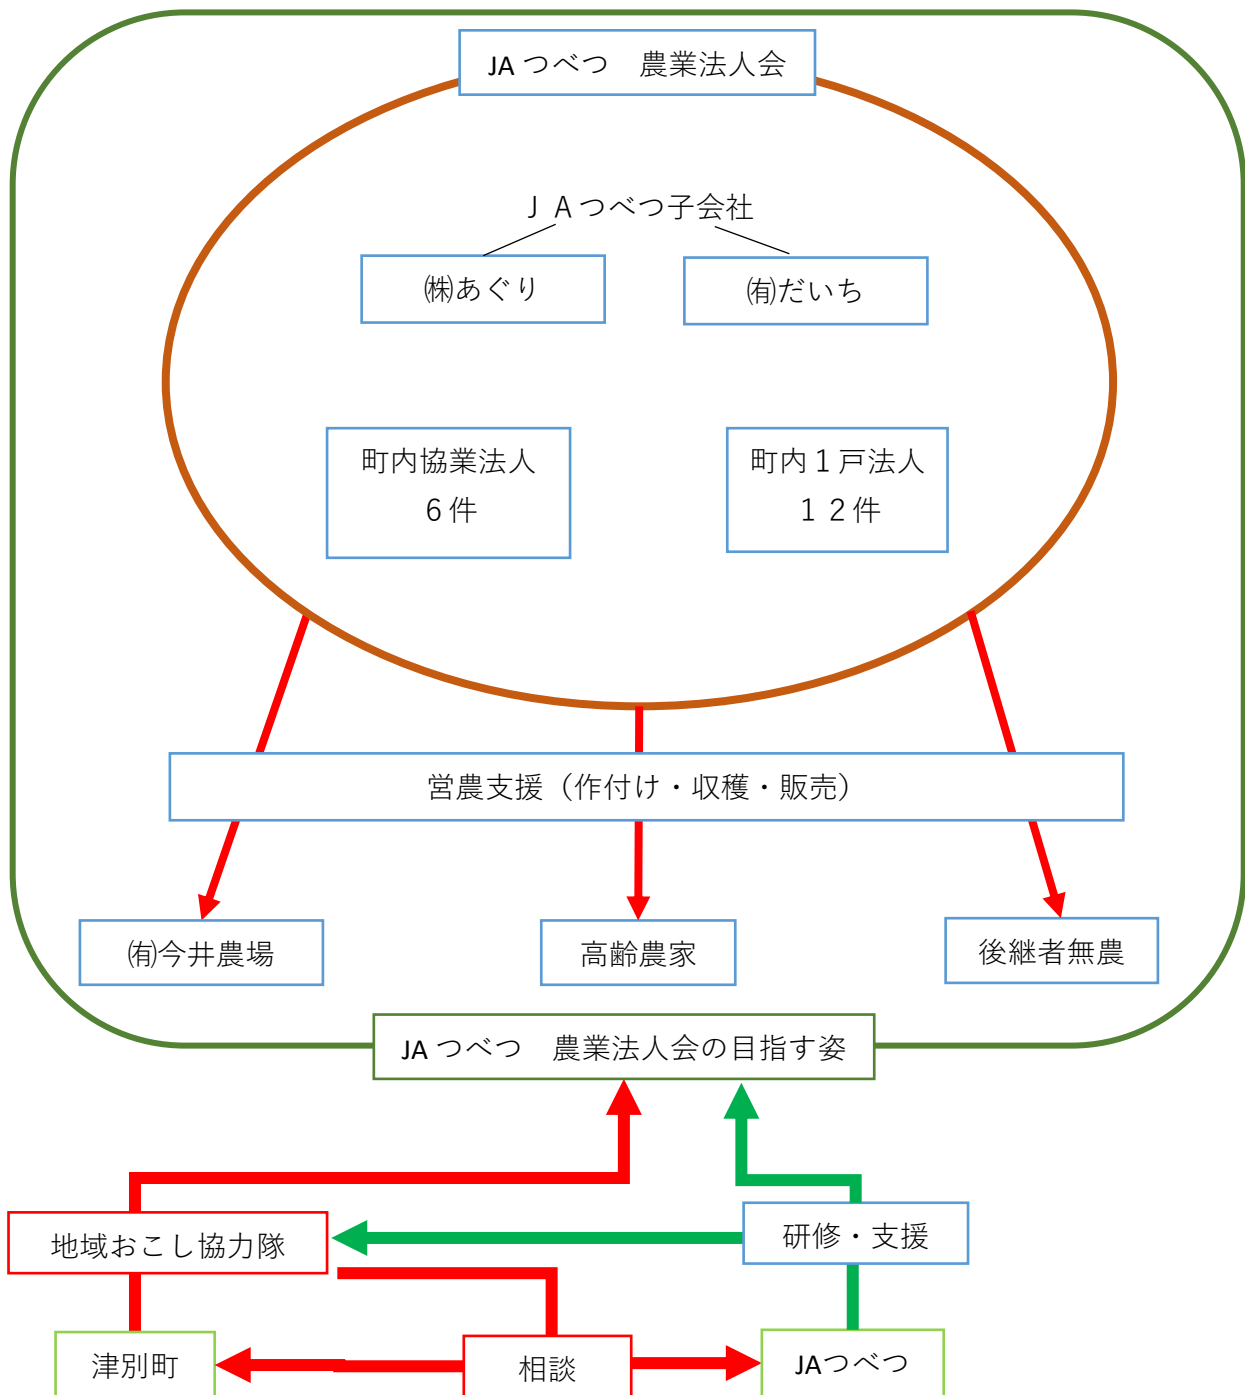 JA つべつ　農業法人会
ＪＡつべつ子会社
㈱あぐり
㈲だいち
町内協業法人
６件
町内１戸法人
１２件
営農支援（作付け・収穫・販売）
㈲今井農場
高齢農家
後継者無農
JA つべつ　農業法人会の目指す姿
地域おこし協力隊
研修・支援
津別町
相談
JAつべつ